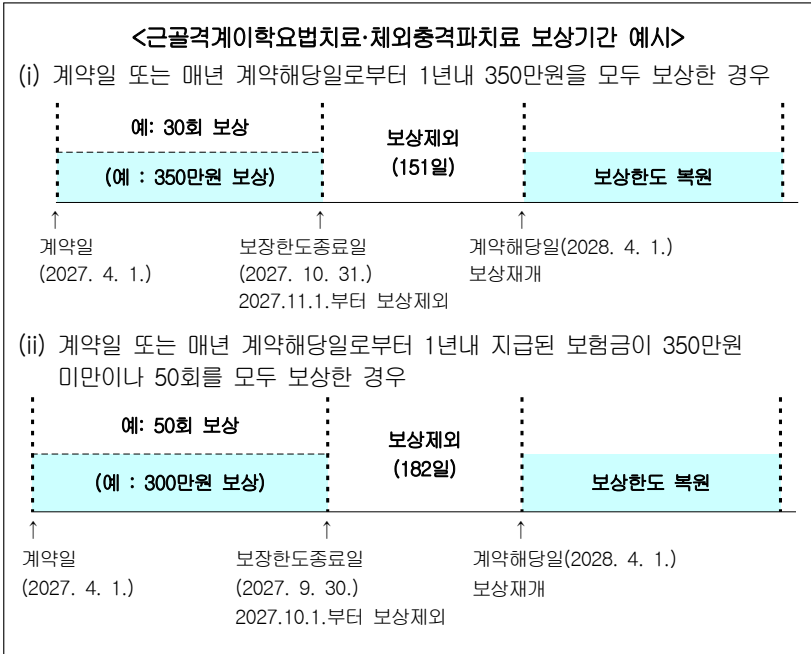 <근골격계이학요법치료·체외충격파치료 보상기간 예시>
(i) 계약일 또는 매년 계약해당일로부터 1년내 350만원을 모두 보상한 경우
예: 30회 보상
(예 : 350만원 보상)
보상제외
(151일)
보상한도 복원
↑ ↑ ↑
계약일 보장한도종료일 계약해당일(2028. 4. 1.)
(2027. 4. 1.) (2027. 10. 31.) 보상재개
2027.11.1.부터 보상제외
(ii) 계약일 또는 매년 계약해당일로부터 1년내 지급된 보험금이 350만원
미만이나 50회를 모두 보상한 경우
예: 50회 보상
(예 : 300만원 보상)
보상제외
(182일)
보상한도 복원
↑ ↑ ↑
계약일 보장한도종료일 계약해당일(2028. 4. 1.)
(2027. 4. 1.) (2027. 9. 30.) 보상재개
2027.10.1.부터 보상제외